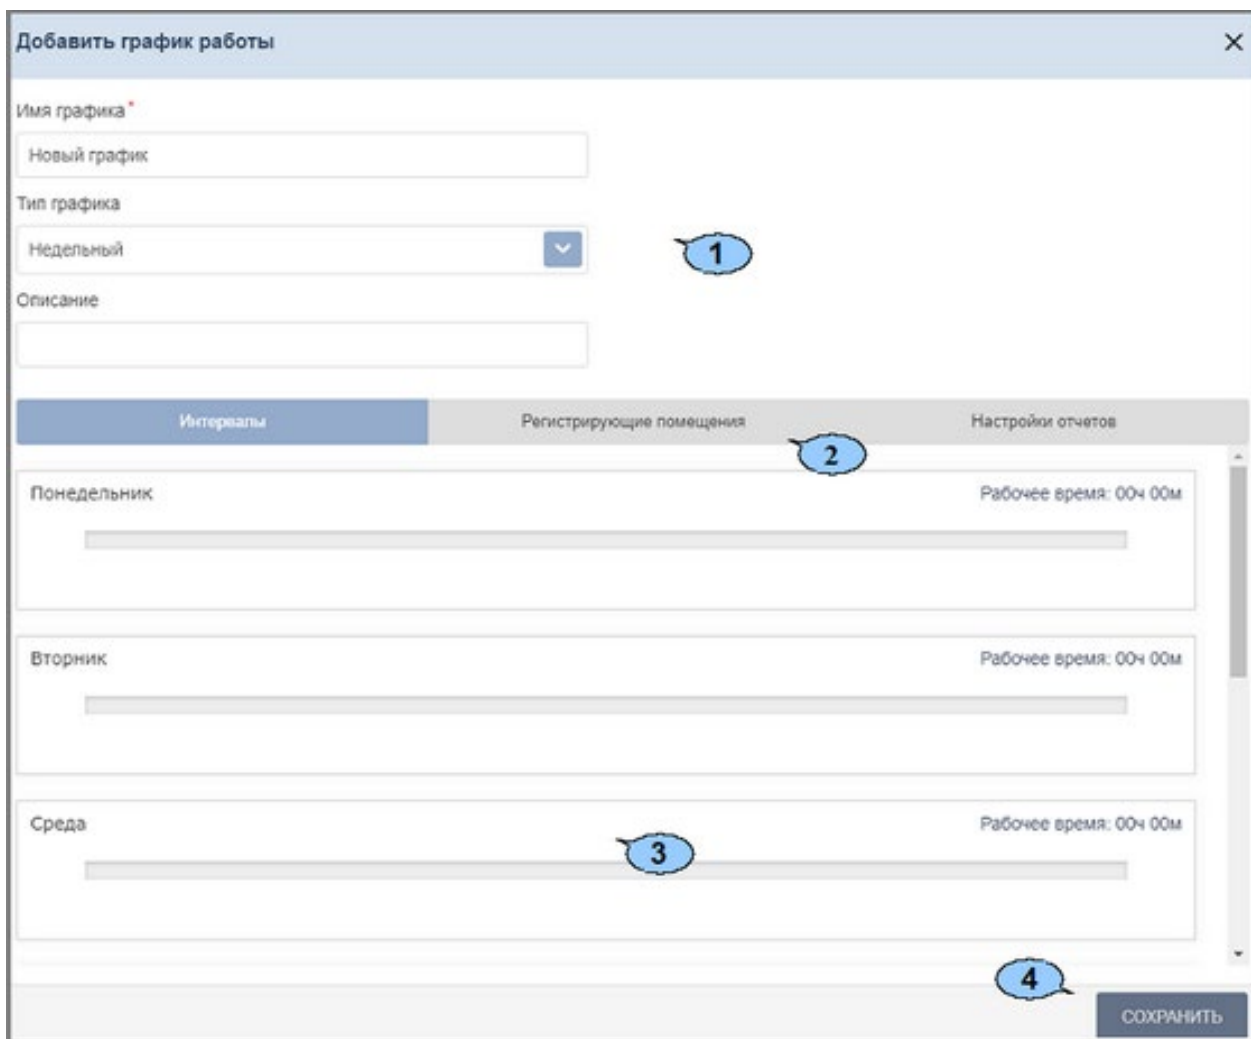 Добавить график работы
Имя графика*
Новый график
Тип графика
Недельный
1
Описание
Интервалы Регистрирующие помещения Настройки отчетов
2
Понедельник Рабочее время: 00ч 00м
Вторник Рабочее время: 00ч 00м
Среда Рабочее время: 00ч 00м
3
4
СОХРАНИТЬ